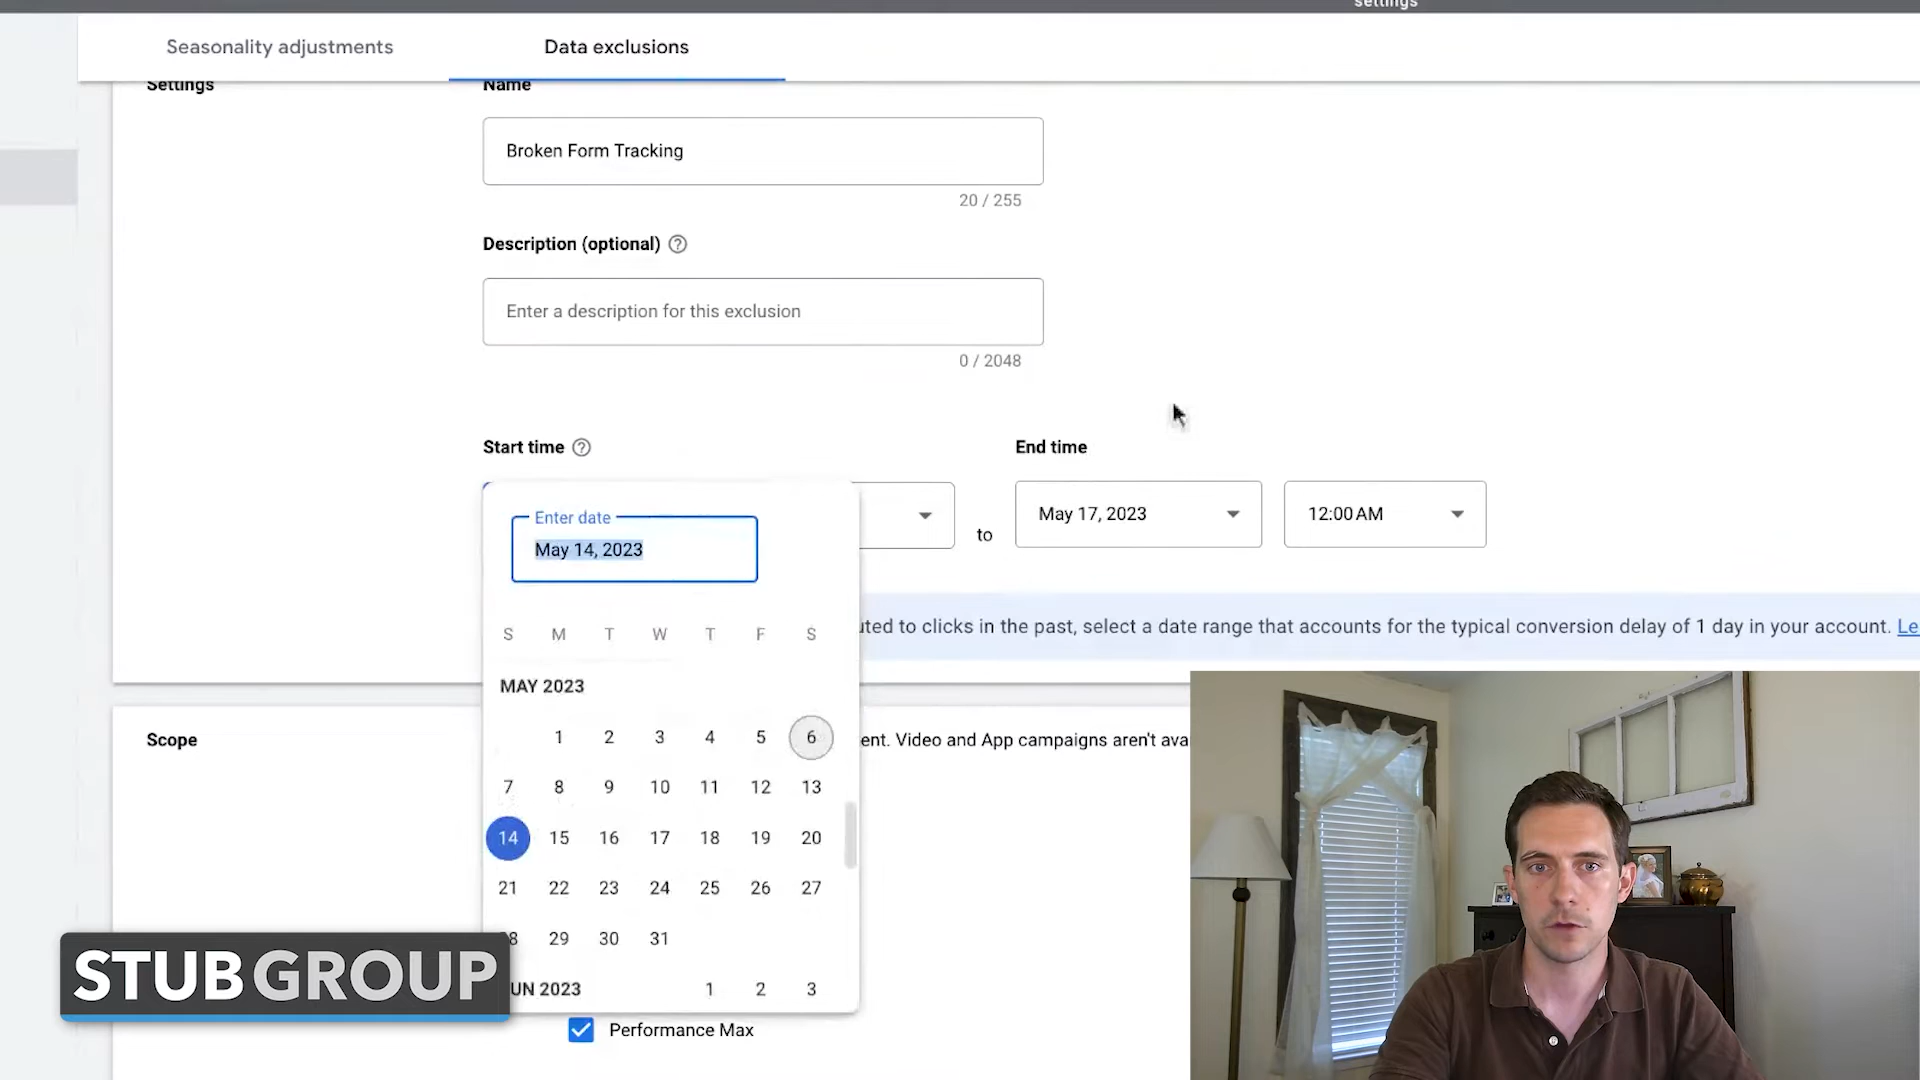 settings
Seasonality adjustments
Data exclusions
Settings
Name
Broken Form Tracking
20 / 255
Description (optional)
Enter a description for this exclusion
0 / 2048
Start time
End time
Enter date
May 14, 2023
to
May 17, 2023
12:00 AM
S M T W T F S
uted to clicks in the past, select a date range that accounts for the typical conversion delay of 1 day in your account. Le
MAY 2023
1 2 3 4 5 6
7 8 9 10 11 12 13
14 15 16 17 18 19 20
21 22 23 24 25 26 27
8 29 30 31
UN 2023 1 2 3
Scope
ent. Video and App campaigns aren't ava
Performance Max
STUBGROUP